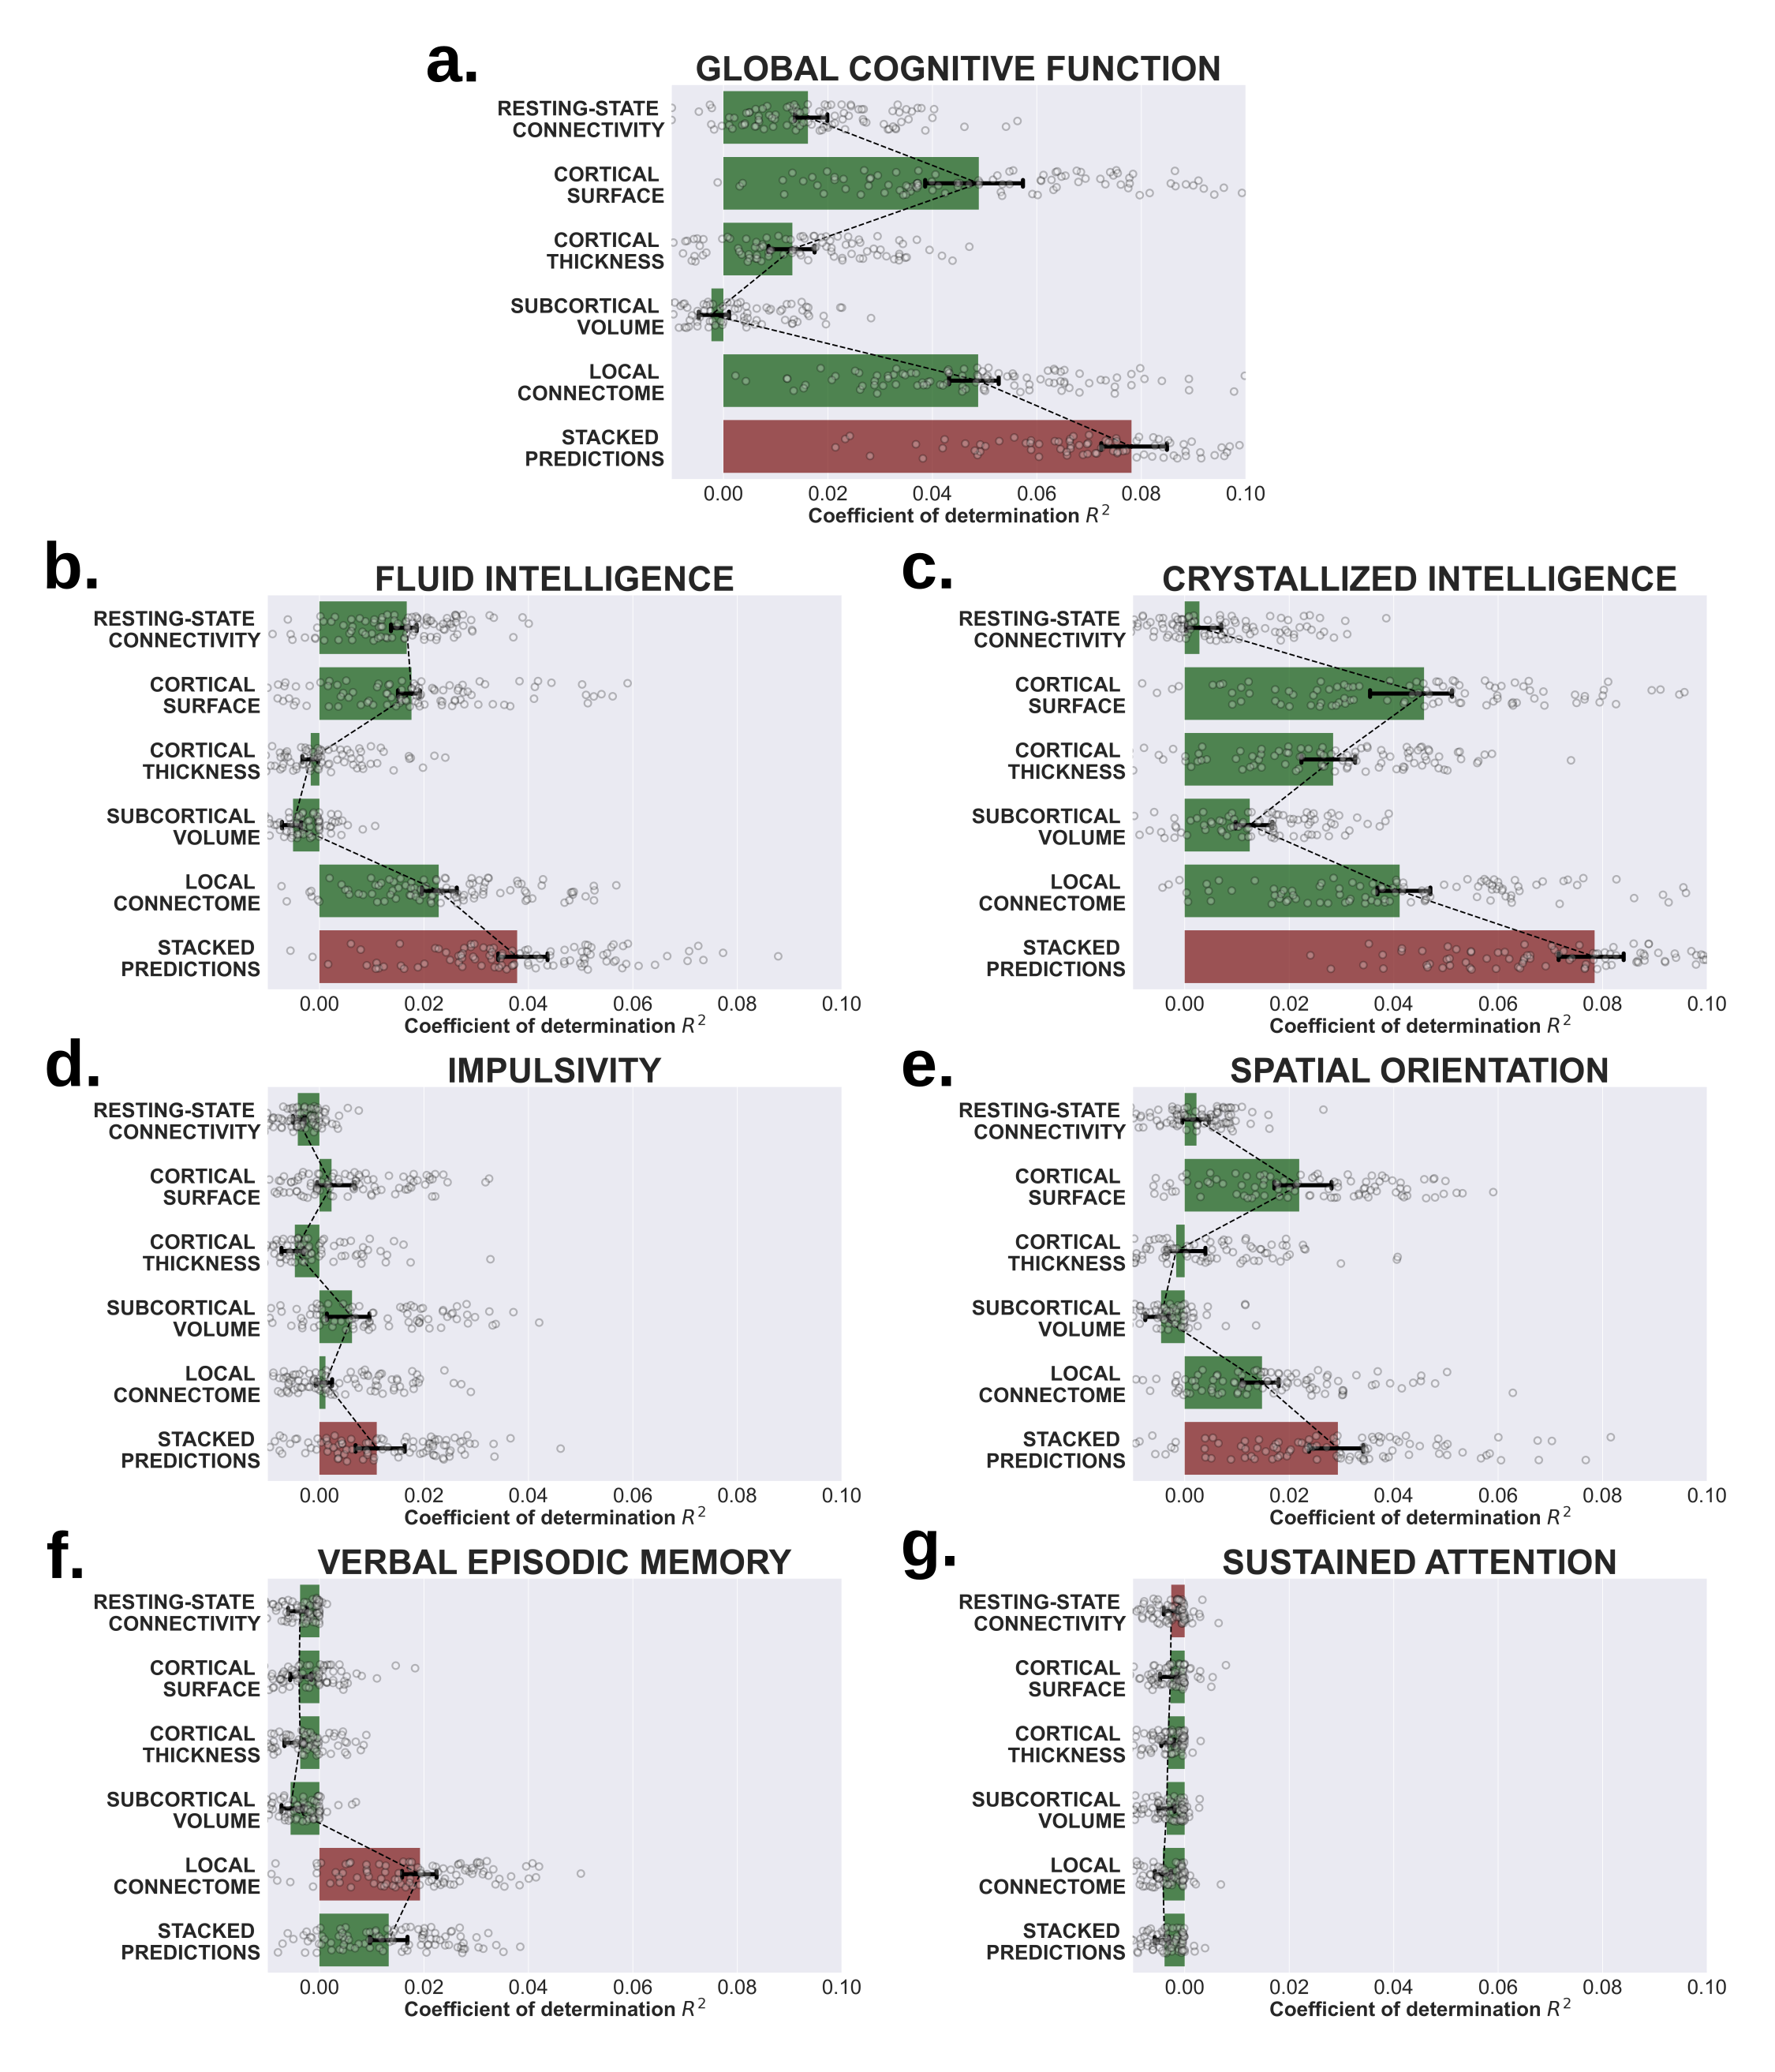 a.
GLOBAL COGNITIVE FUNCTION
RESTING-STATE
CONNECTIVITY
CORTICAL
SURFACE
CORTICAL
THICKNESS
SUBCORTICAL
VOLUME
LOCAL
CONNECTOME
STACKED
PREDICTIONS
0.00 0.02 0.04 0.06 0.08 0.10
Coefficient of determination R²
b.
FLUID INTELLIGENCE
RESTING-STATE
CONNECTIVITY
CORTICAL
SURFACE
CORTICAL
THICKNESS
SUBCORTICAL
VOLUME
LOCAL
CONNECTOME
STACKED
PREDICTIONS
0.00 0.02 0.04 0.06 0.08 0.10
Coefficient of determination R²
c.
CRYSTALLIZED INTELLIGENCE
RESTING-STATE
CONNECTIVITY
CORTICAL
SURFACE
CORTICAL
THICKNESS
SUBCORTICAL
VOLUME
LOCAL
CONNECTOME
STACKED
PREDICTIONS
0.00 0.02 0.04 0.06 0.08 0.10
Coefficient of determination R²
d.
IMPULSIVITY
RESTING-STATE
CONNECTIVITY
CORTICAL
SURFACE
CORTICAL
THICKNESS
SUBCORTICAL
VOLUME
LOCAL
CONNECTOME
STACKED
PREDICTIONS
0.00 0.02 0.04 0.06 0.08 0.10
Coefficient of determination R²
e.
SPATIAL ORIENTATION
RESTING-STATE
CONNECTIVITY
CORTICAL
SURFACE
CORTICAL
THICKNESS
SUBCORTICAL
VOLUME
LOCAL
CONNECTOME
STACKED
PREDICTIONS
0.00 0.02 0.04 0.06 0.08 0.10
Coefficient of determination R²
f.
VERBAL EPISODIC MEMORY
RESTING-STATE
CONNECTIVITY
CORTICAL
SURFACE
CORTICAL
THICKNESS
SUBCORTICAL
VOLUME
LOCAL
CONNECTOME
STACKED
PREDICTIONS
0.00 0.02 0.04 0.06 0.08 0.10
Coefficient of determination R²
g.
SUSTAINED ATTENTION
RESTING-STATE
CONNECTIVITY
CORTICAL
SURFACE
CORTICAL
THICKNESS
SUBCORTICAL
VOLUME
LOCAL
CONNECTOME
STACKED
PREDICTIONS
0.00 0.02 0.04 0.06 0.08 0.10
Coefficient of determination R²